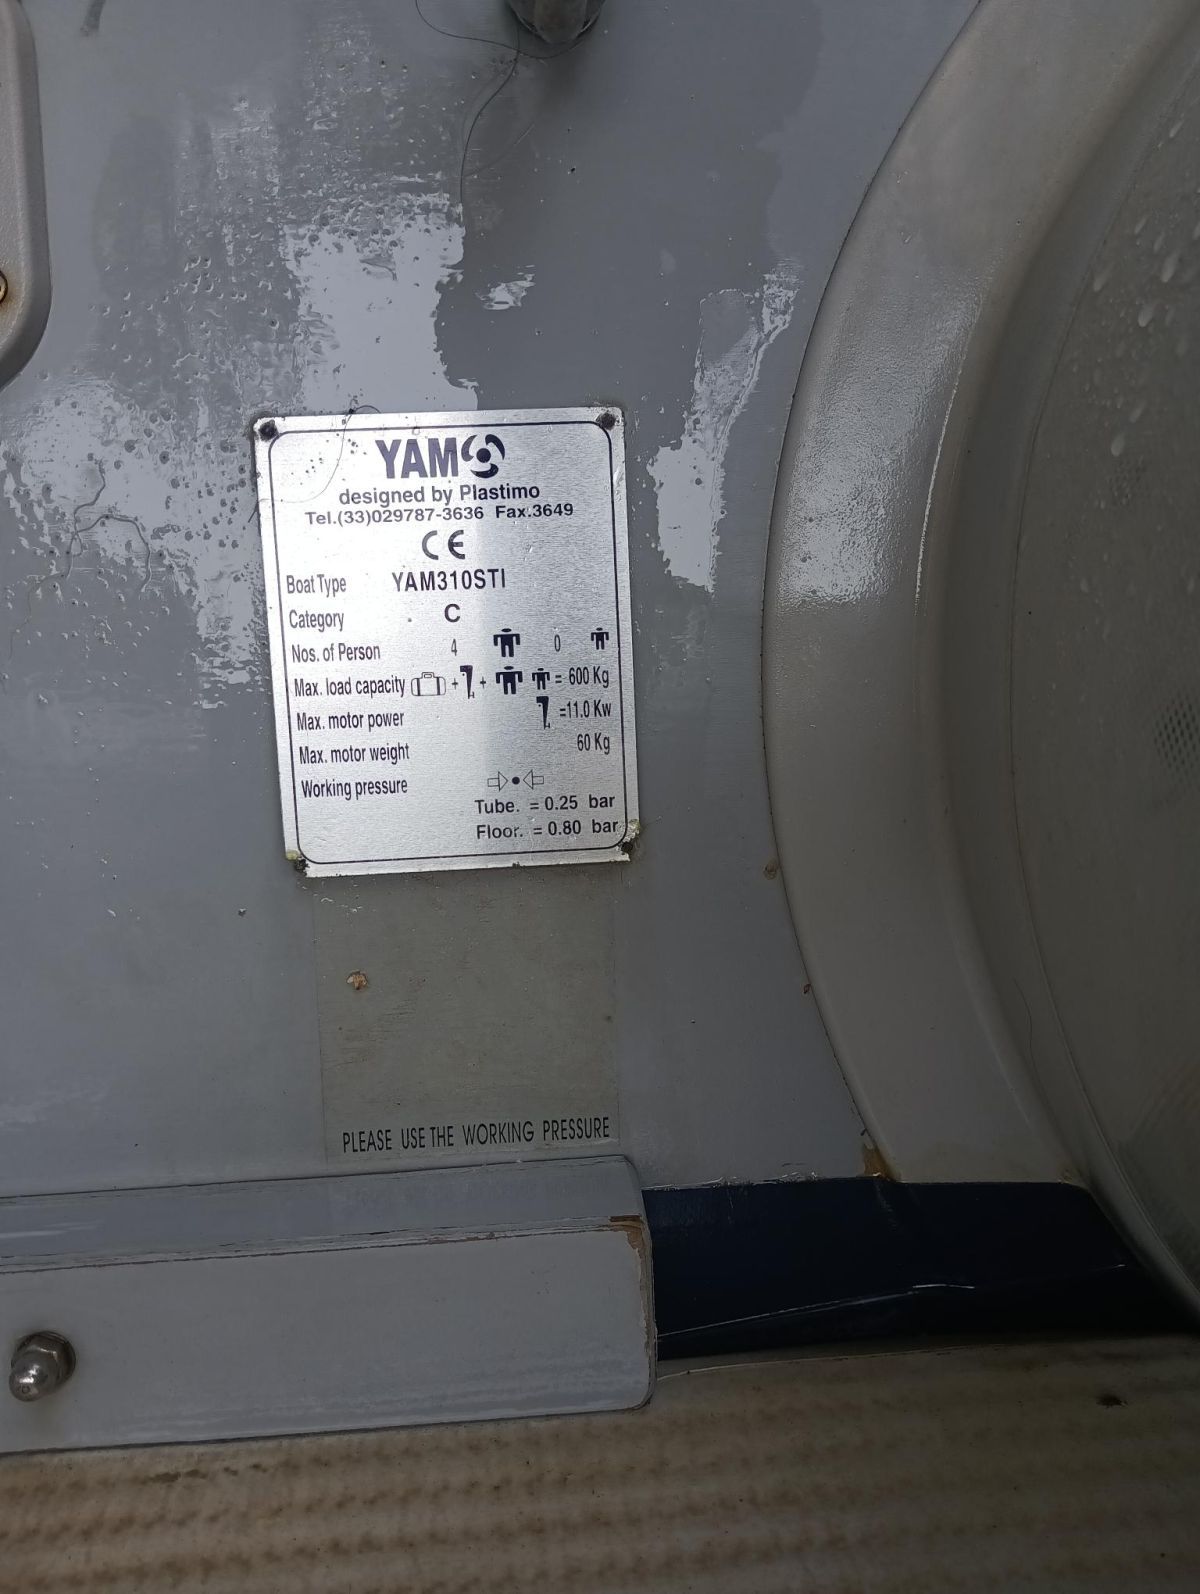 YAM
designed by Plastimo
Tel.(33)029787-3636 Fax.3649
CE
Boat Type YAM310STI
Category C
Nos. of Person 4 0
Max. load capacity + + = 600 Kg
Max. motor power =11.0 Kw
Max. motor weight 60 Kg
Working pressure
Tube. = 0.25 bar
Floor. = 0.80 bar
PLEASE USE THE WORKING PRESSURE